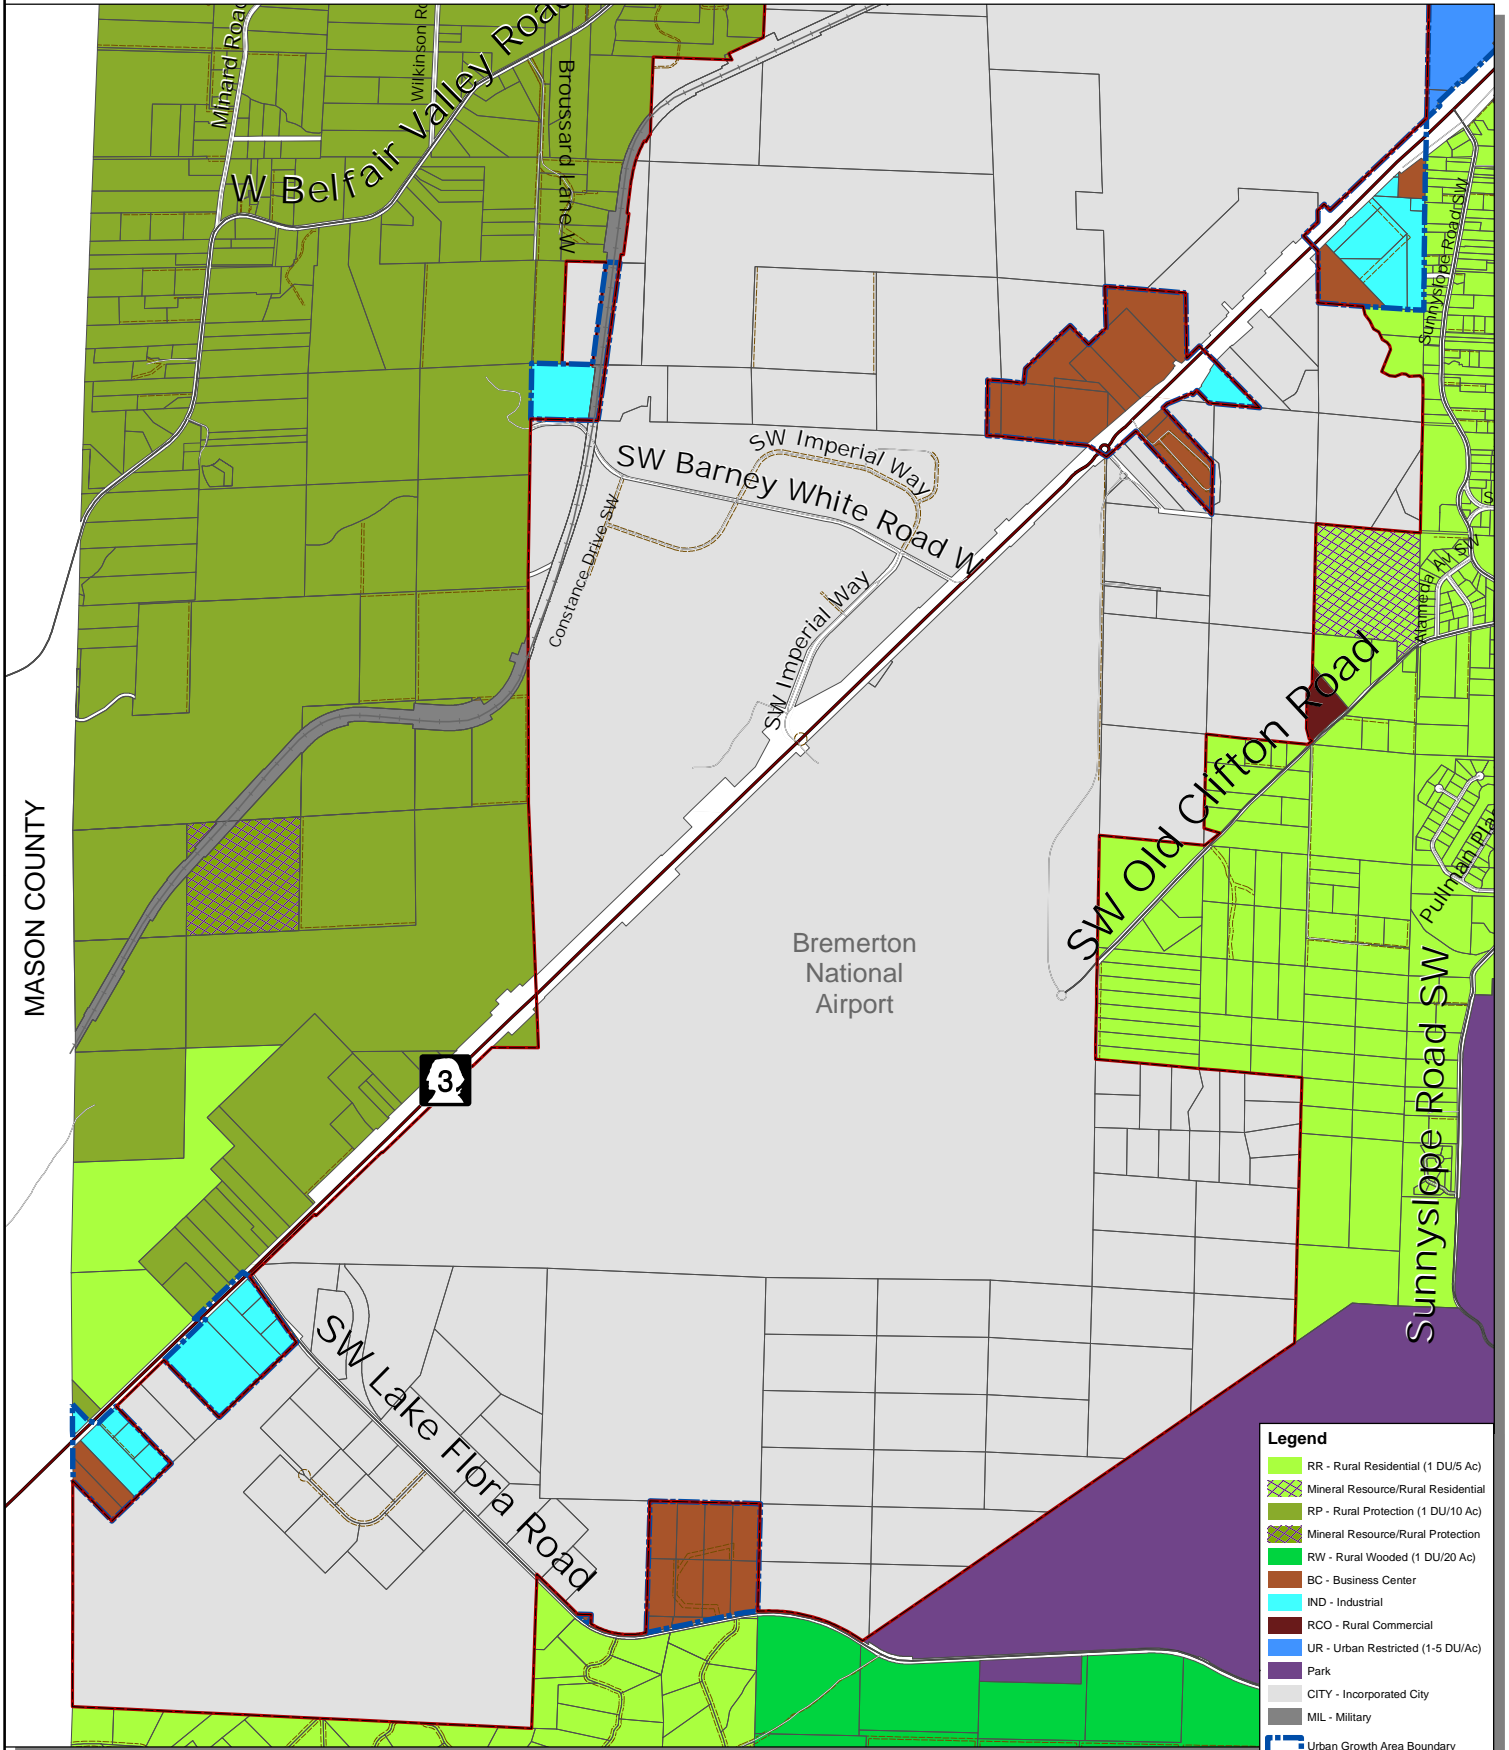 Minard Road
Wilkinson Ro
W Belfair Valley Road
Broussard Lane W
Sunnyslope Road SW
SW Imperial Way
SW Barney White Road W
Constance Drive SW
SW Imperial Way
Alameda Av SW
S
SW Old Clifton Road
MASON COUNTY
Pullman Pla
Bremerton
National
Airport
Sunnyslope Road SW
3
SW Lake Flora Road
Legend
RR - Rural Residential (1 DU/5 Ac)
Mineral Resource/Rural Residential
RP - Rural Protection (1 DU/10 Ac)
Mineral Resource/Rural Protection
RW - Rural Wooded (1 DU/20 Ac)
BC - Business Center
IND - Industrial
RCO - Rural Commercial
UR - Urban Restricted (1-5 DU/Ac)
Park
CITY - Incorporated City
MIL - Military
Urban Growth Area Boundary